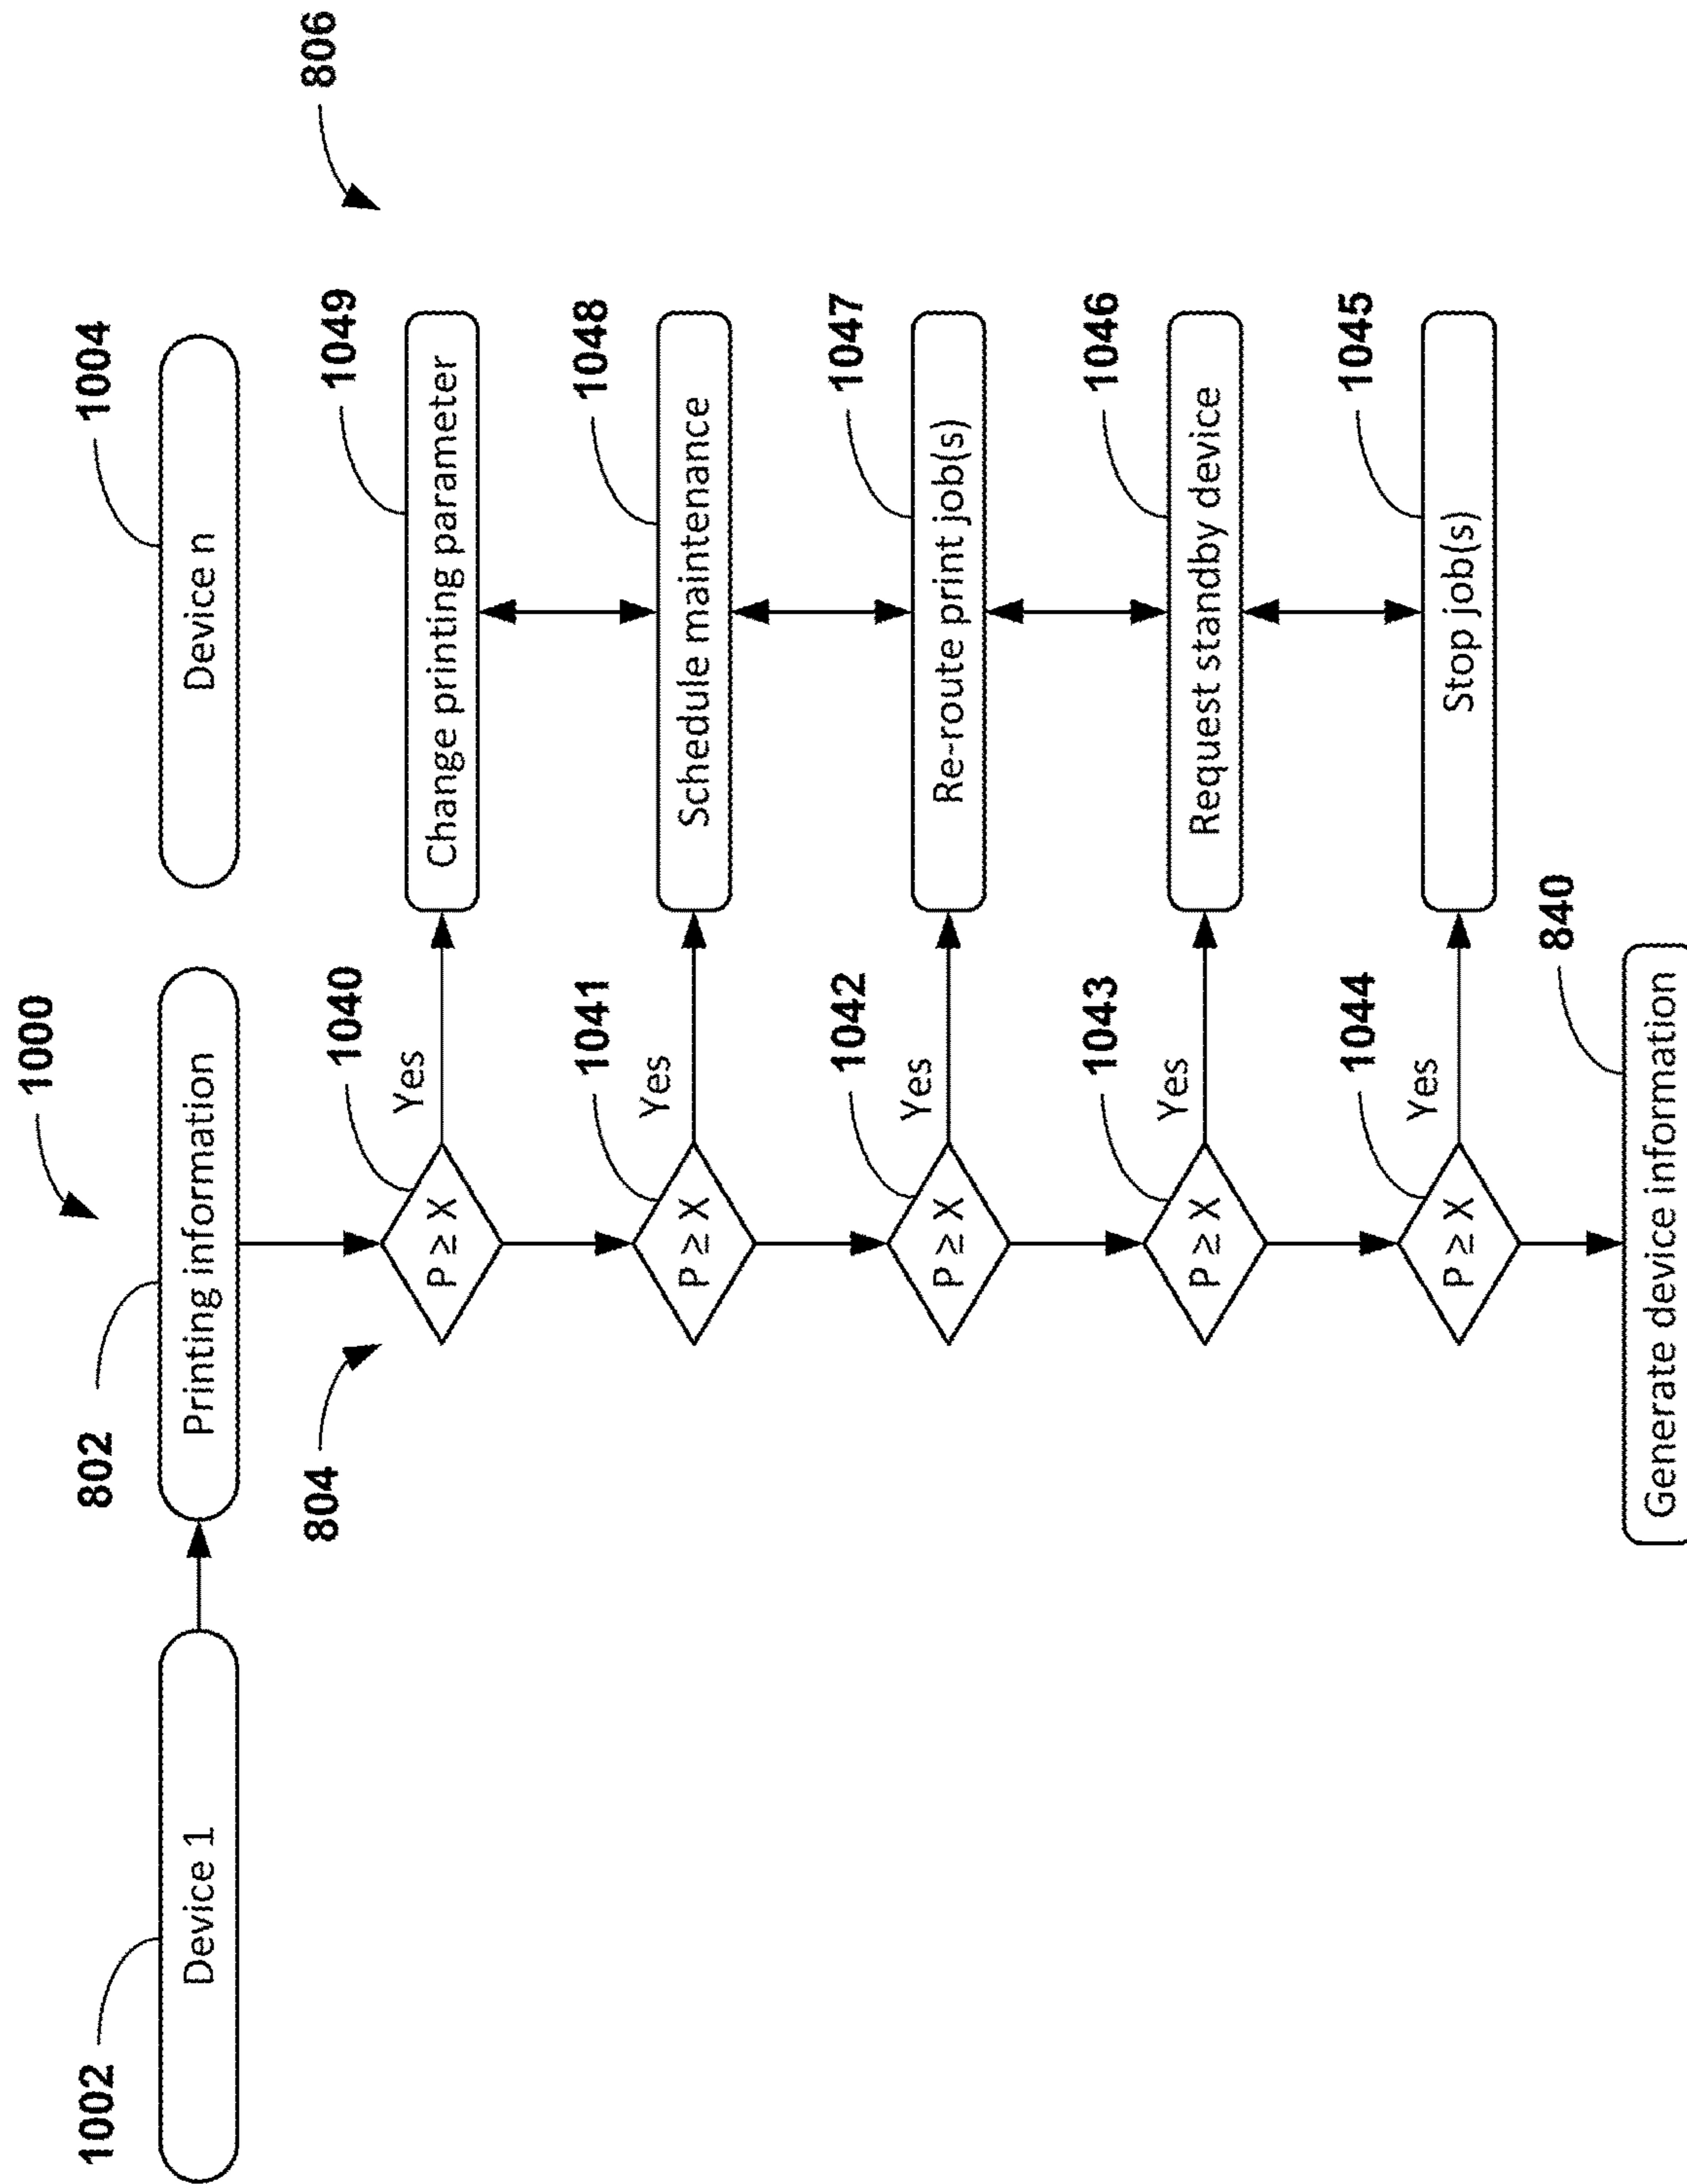 1000
1002
802
1004
Device 1
Printing information
Device n
804
806
1040
P ≥ X
Yes
1049
Change printing parameter
1041
P ≥ X
Yes
1048
Schedule maintenance
1042
P ≥ X
Yes
1047
Re-route print job(s)
1043
P ≥ X
Yes
1046
Request standby device
1044
P ≥ X
Yes
1045
Stop job(s)
840
Generate device information